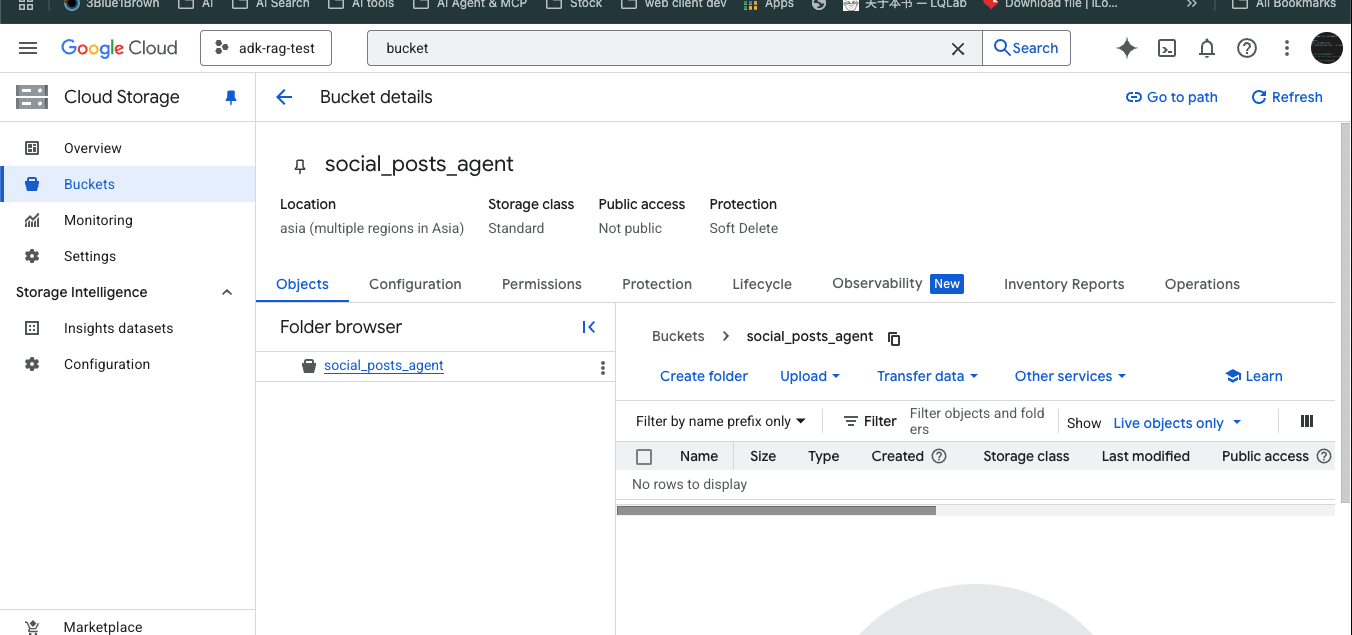 3Blue1Brown AI AI Search AI tools AI Agent & MCP Stock web client dev Apps 关于本书 — LQLab Download file | iLo... » All Bookmarks
Google Cloud adk-rag-test bucket Search
Cloud Storage Bucket details Go to path Refresh
Overview
Buckets
Monitoring
Settings
Storage Intelligence
Insights datasets
Configuration
Marketplace
social_posts_agent
Location Storage class Public access Protection
asia (multiple regions in Asia) Standard Not public Soft Delete
Objects Configuration Permissions Protection Lifecycle Observability New Inventory Reports Operations
Folder browser
social_posts_agent
Buckets > social_posts_agent
Create folder Upload Transfer data Other services Learn
Filter by name prefix only Filter Filter objects and fold
ers
Show Live objects only
Name Size Type Created Storage class Last modified Public access
No rows to display